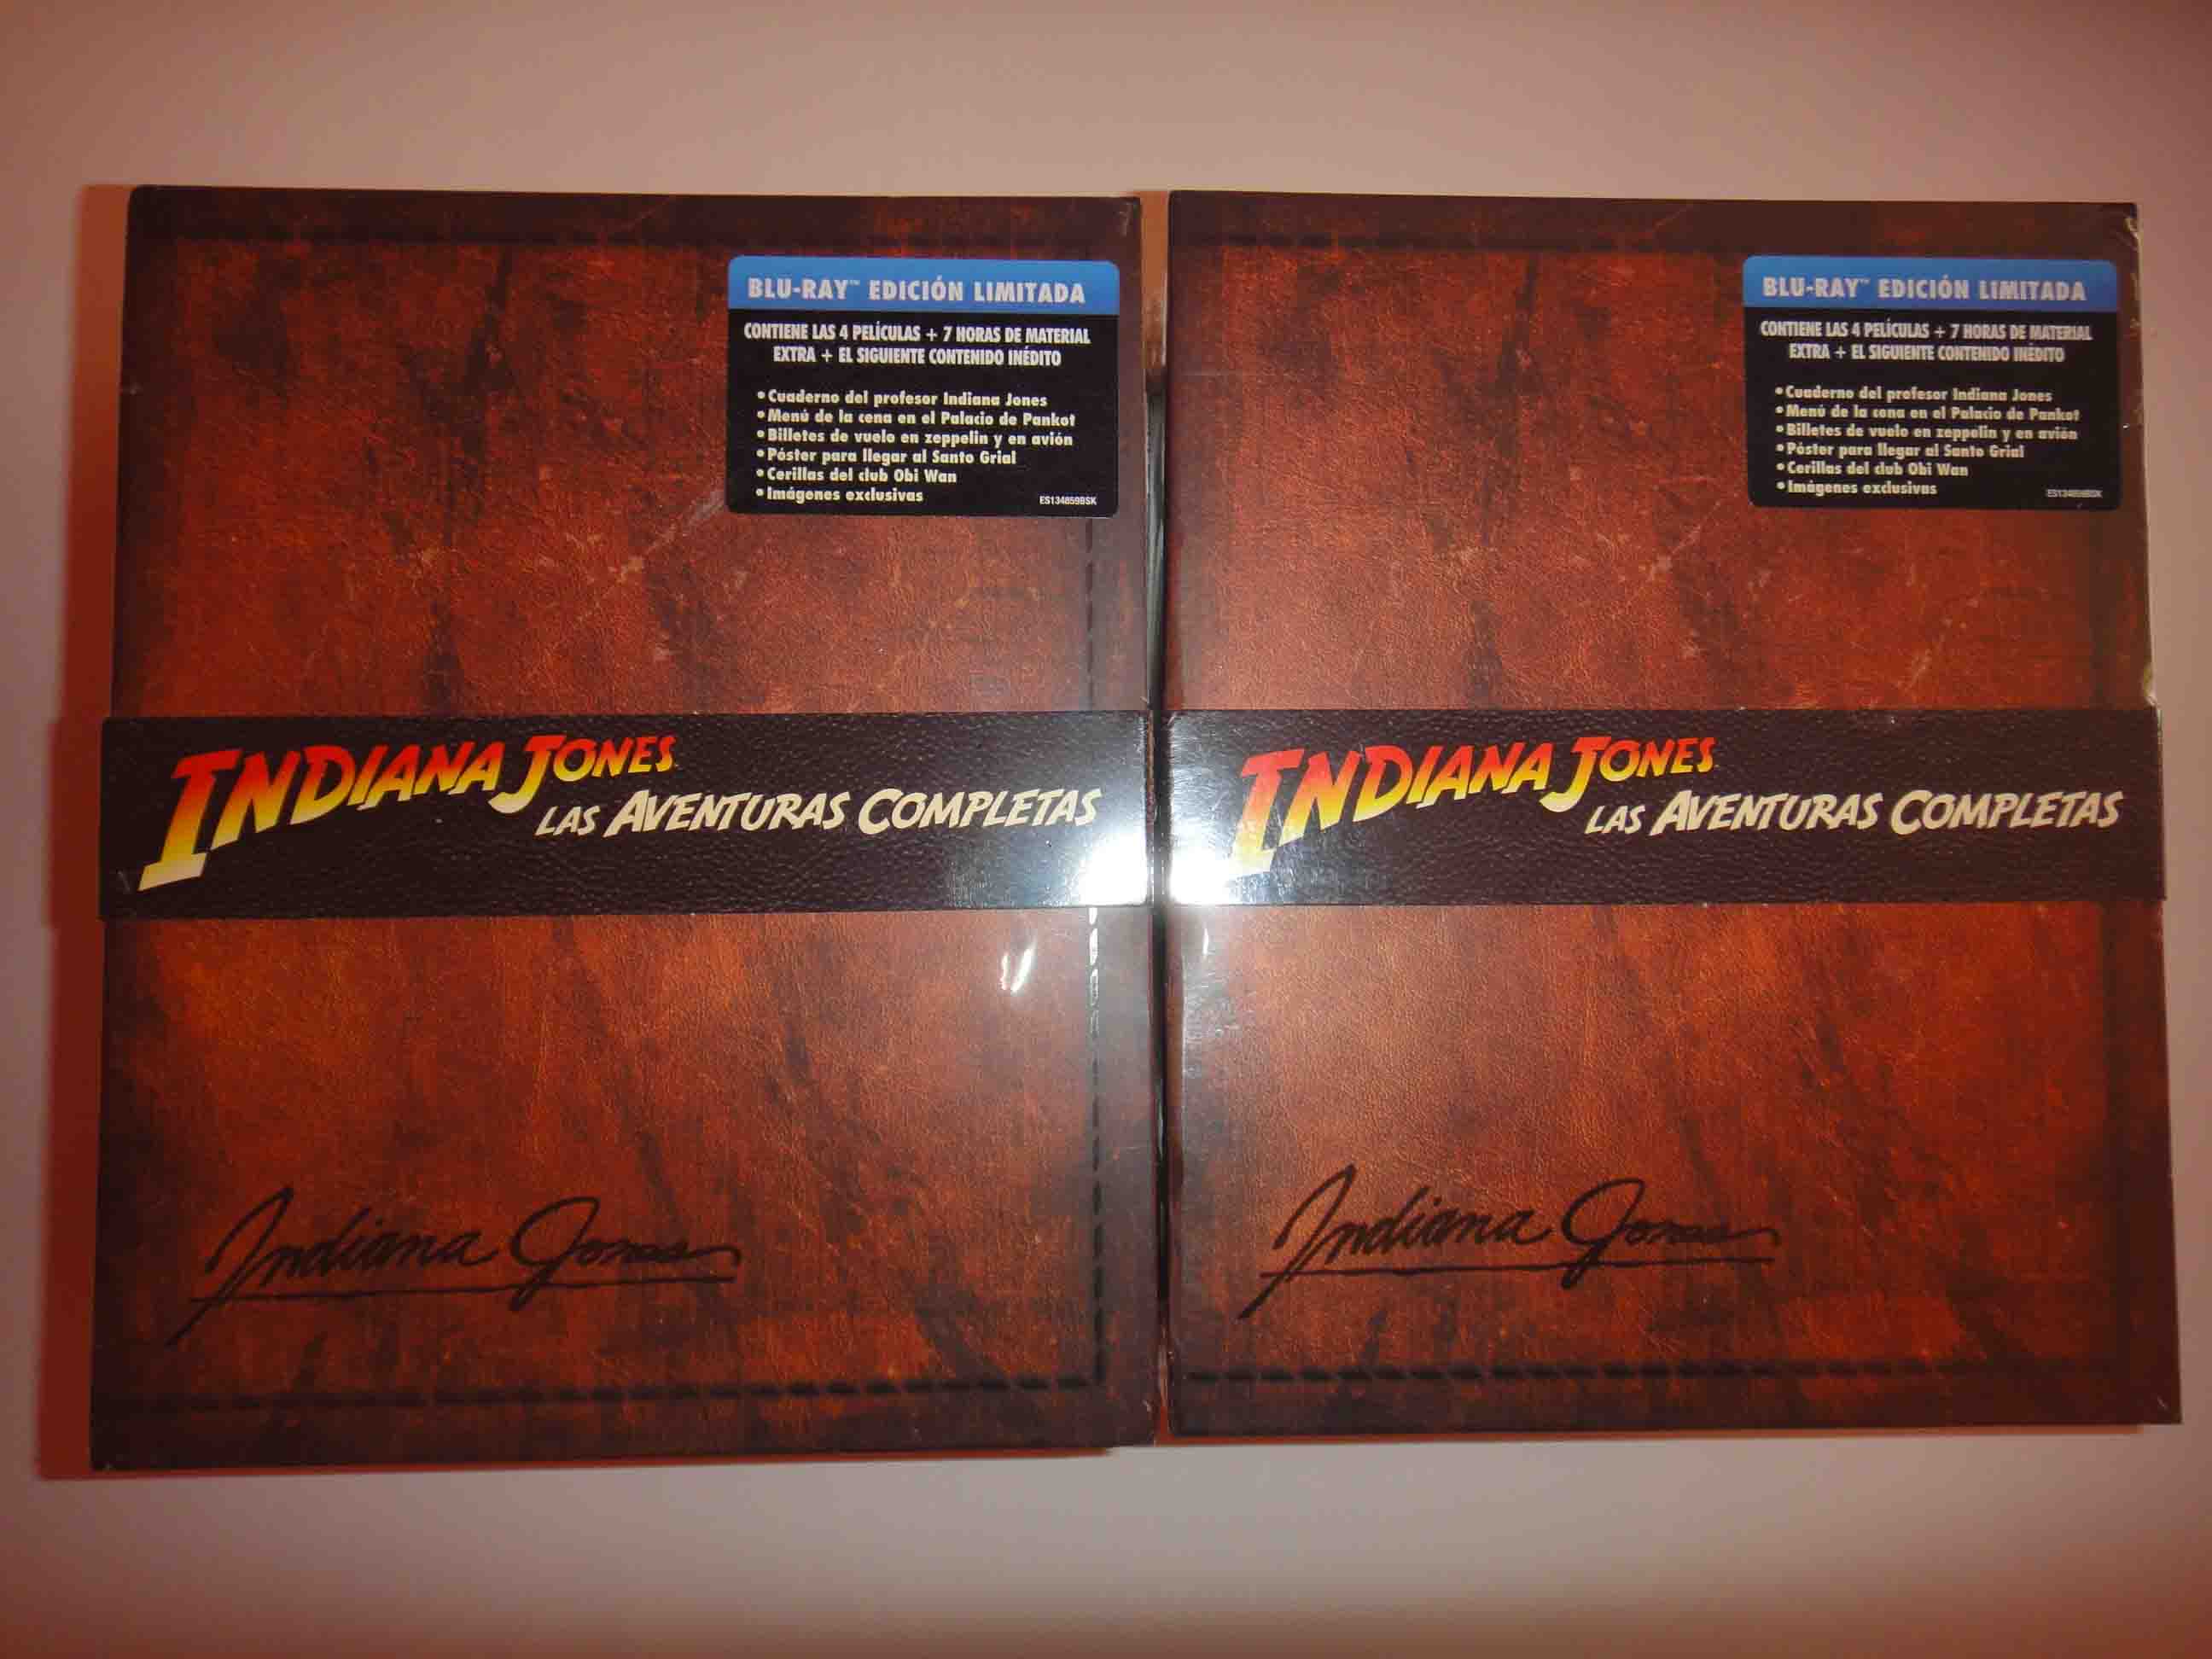 BLU-RAY™ EDICIÓN LIMITADA
CONTIENE LAS 4 PELÍCULAS + 7 HORAS DE MATERIAL
EXTRA + EL SIGUIENTE CONTENIDO INÉDITO
• Cuaderno del profesor Indiana Jones
• Menú de la cena en el Palacio de Pankot
• Billetes de vuelo en zeppelin y en avión
• Póster para llegar al Santo Grial
• Cerillas del club Obi Wan
• Imágenes exclusivas
ES134859BSK
INDIANA JONES
LAS AVENTURAS COMPLETAS
Indiana Jones
BLU-RAY™ EDICIÓN LIMITADA
CONTIENE LAS 4 PELÍCULAS + 7 HORAS DE MATERIAL
EXTRA + EL SIGUIENTE CONTENIDO INÉDITO
• Cuaderno del profesor Indiana Jones
• Menú de la cena en el Palacio de Pankot
• Billetes de vuelo en zeppelin y en avión
• Póster para llegar al Santo Grial
• Cerillas del club Obi Wan
• Imágenes exclusivas
ES134859BSK
INDIANA JONES
LAS AVENTURAS COMPLETAS
Indiana Jones